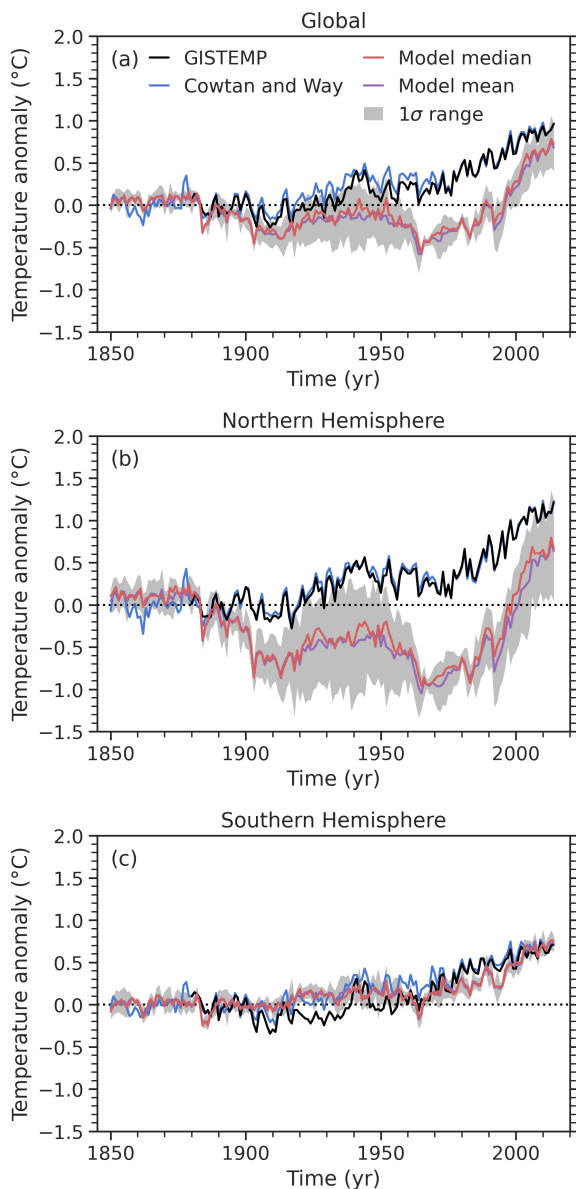 Global
(a)
GISTEMP
Cowtan and Way
Model median
Model mean
1σ range
Temperature anomaly (°C)
2.0
1.5
1.0
0.5
0.0
−0.5
−1.0
−1.5
1850 1900 1950 2000
Time (yr)
Northern Hemisphere
(b)
Temperature anomaly (°C)
2.0
1.5
1.0
0.5
0.0
−0.5
−1.0
−1.5
1850 1900 1950 2000
Time (yr)
Southern Hemisphere
(c)
Temperature anomaly (°C)
2.0
1.5
1.0
0.5
0.0
−0.5
−1.0
−1.5
1850 1900 1950 2000
Time (yr)